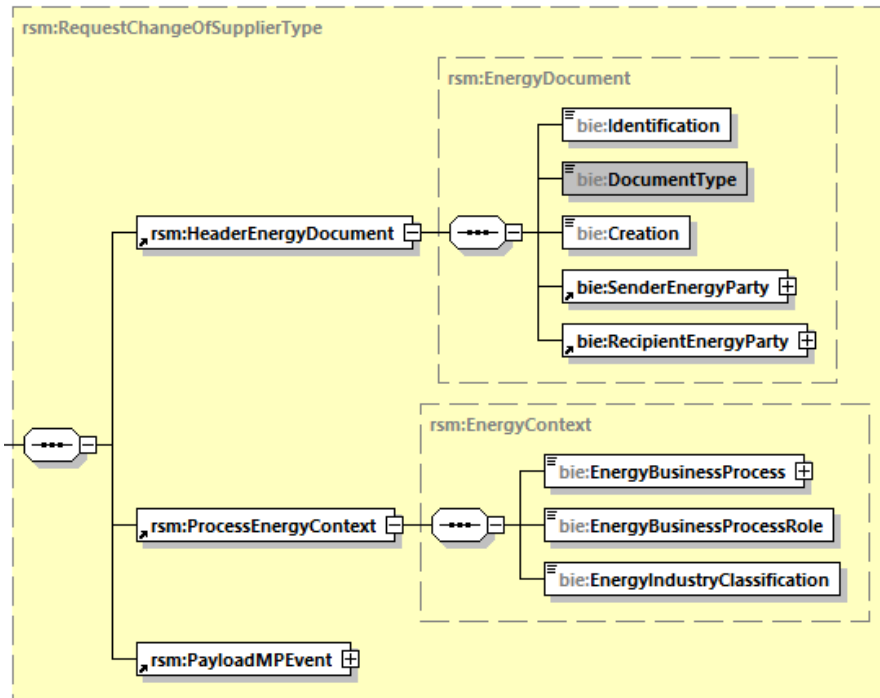 rsm:RequestChangeOfSupplierType
rsm:EnergyDocument
bie:Identification
bie:DocumentType
rsm:HeaderEnergyDocument
bie:Creation
bie:SenderEnergyParty
bie:RecipientEnergyParty
rsm:EnergyContext
bie:EnergyBusinessProcess
rsm:ProcessEnergyContext
bie:EnergyBusinessProcessRole
bie:EnergyIndustryClassification
rsm:PayloadMPEvent